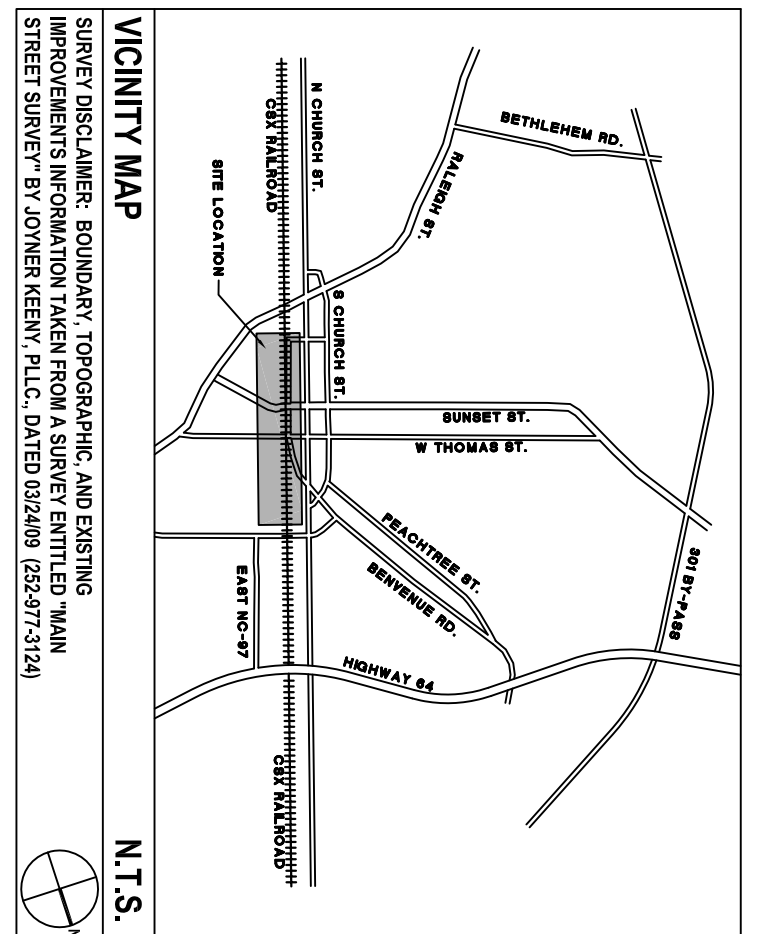 BETHLEHEM RD.
301 BY-PASS
RALEIGH ST.
SUNSET ST.
W THOMAS ST.
PEACHTREE ST.
BENVENUE RD.
HIGHWAY 64
N CHURCH ST.
S CHURCH ST.
CSX RAILROAD
CSX RAILROAD
SITE LOCATION
EAST NC-97
VICINITY MAP
N.T.S.
SURVEY DISCLAIMER: BOUNDARY, TOPOGRAPHIC, AND EXISTING
IMPROVEMENTS INFORMATION TAKEN FROM A SURVEY ENTITLED "MAIN
STREET SURVEY" BY JOYNER KEENY, PLLC., DATED 03/24/09 (252-977-3124)